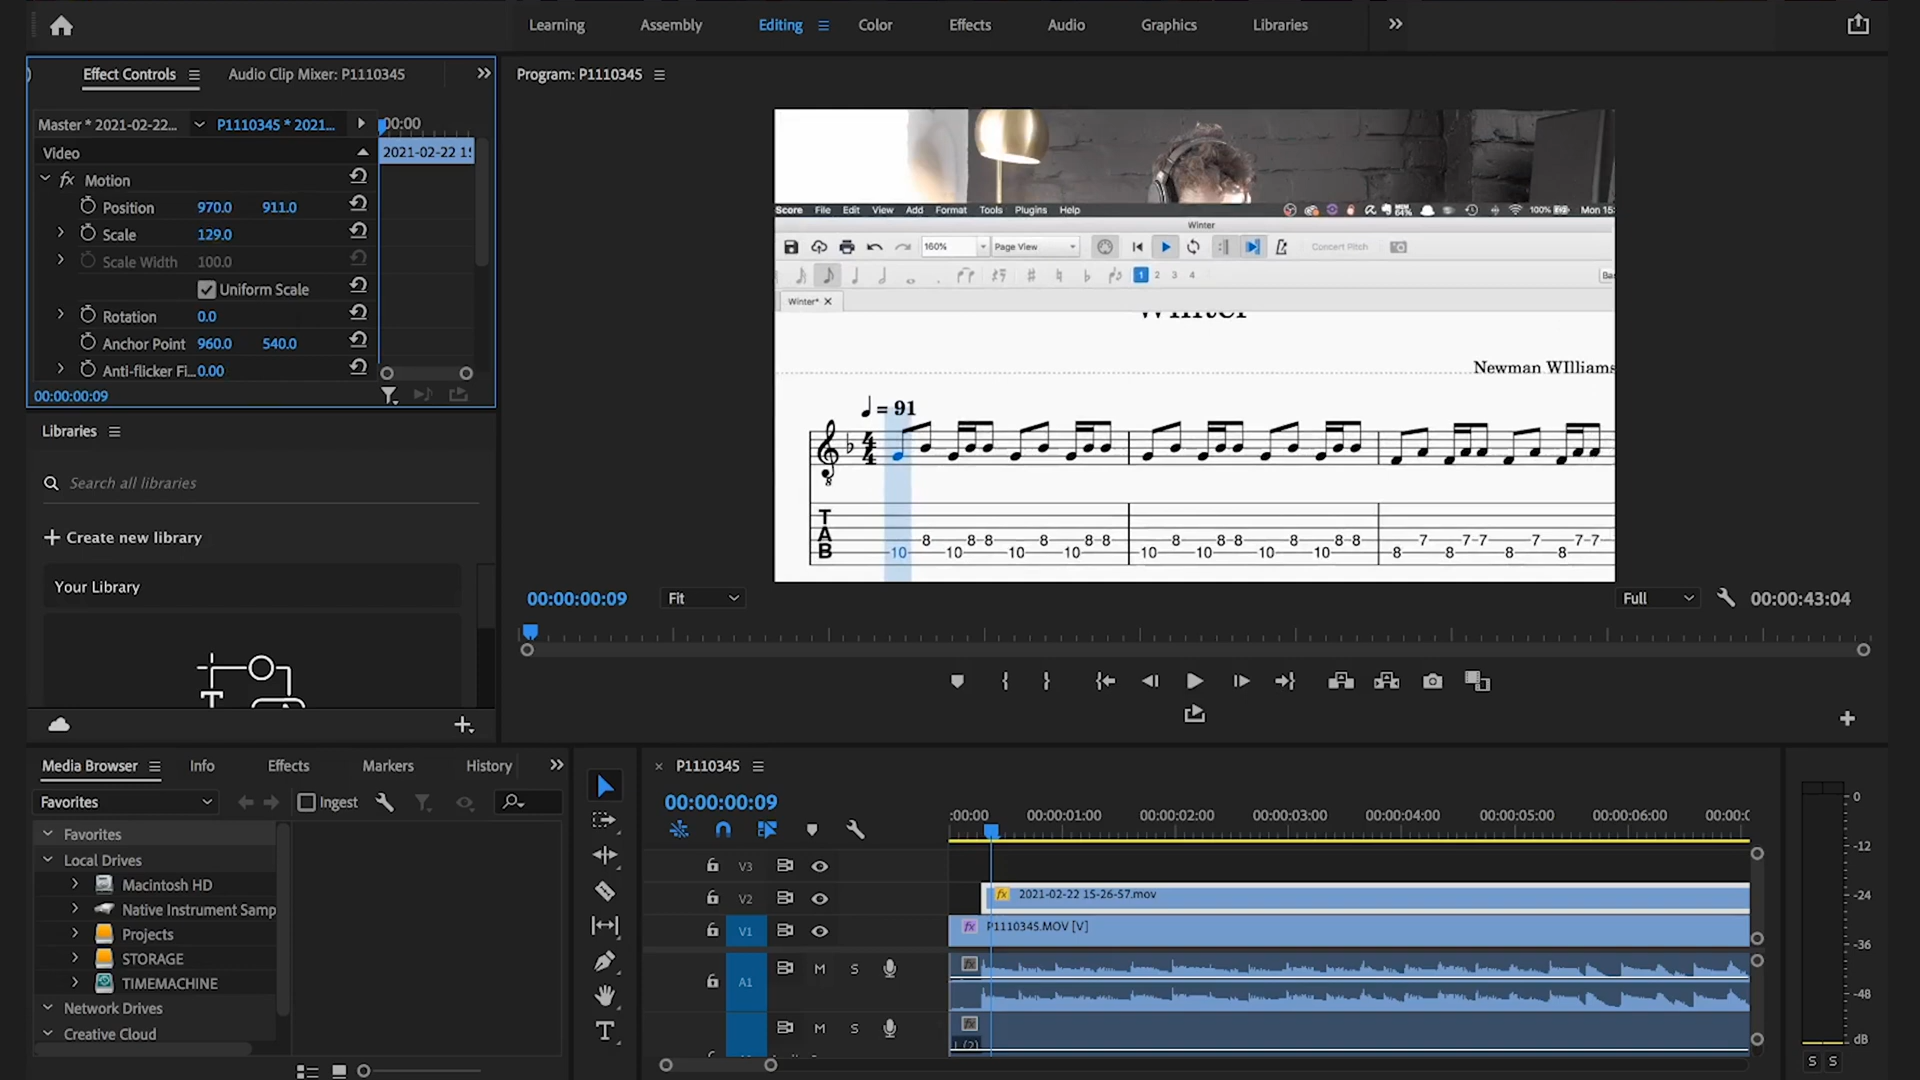 Learning Assembly Editing Color Effects Audio Graphics Libraries
Effect Controls Audio Clip Mixer: P1110345
Program: P1110345
Master * 2021-02-22... P1110345 * 2021... :00:00
Video 2021-02-22 15
fx Motion
Position 970.0 911.0
Scale 129.0
Scale Width 100.0
Uniform Scale
Rotation 0.0
Anchor Point 960.0 540.0
Anti-flicker Fi... 0.00
00:00:00:09
Score File Edit View Add Format Tools Plugins Help 100% Mon 15:
Winter
160% Page View Concert Pitch
1 2 3 4 Bas
Winter*
Winter
Newman WIlliams
= 91
4
4
8
T
A
B
8 8 8 8 8 8 8 8 8 8 8 8 7 7 7 7 7 7
10 10 10 10 10 10 10 10 8 8 8 8
Libraries
Search all libraries
Create new library
Your Library
T
00:00:00:09 Fit Full 00:00:43:04
Media Browser Info Effects Markers History
Favorites Ingest
Favorites
Local Drives
Macintosh HD
Native Instrument Samp
Projects
STORAGE
TIMEMACHINE
Network Drives
Creative Cloud
T
P1110345
00:00:00:09
:00:00 00:00:01:00 00:00:02:00 00:00:03:00 00:00:04:00 00:00:05:00 00:00:06:00 00:00:0
V3
V2 fx 2021-02-22 15-26-57.mov
V1 fx P1110345.MOV [V]
fx M S
A1
fx M S
L (2)
0
-12
-24
-36
-48
dB
S S